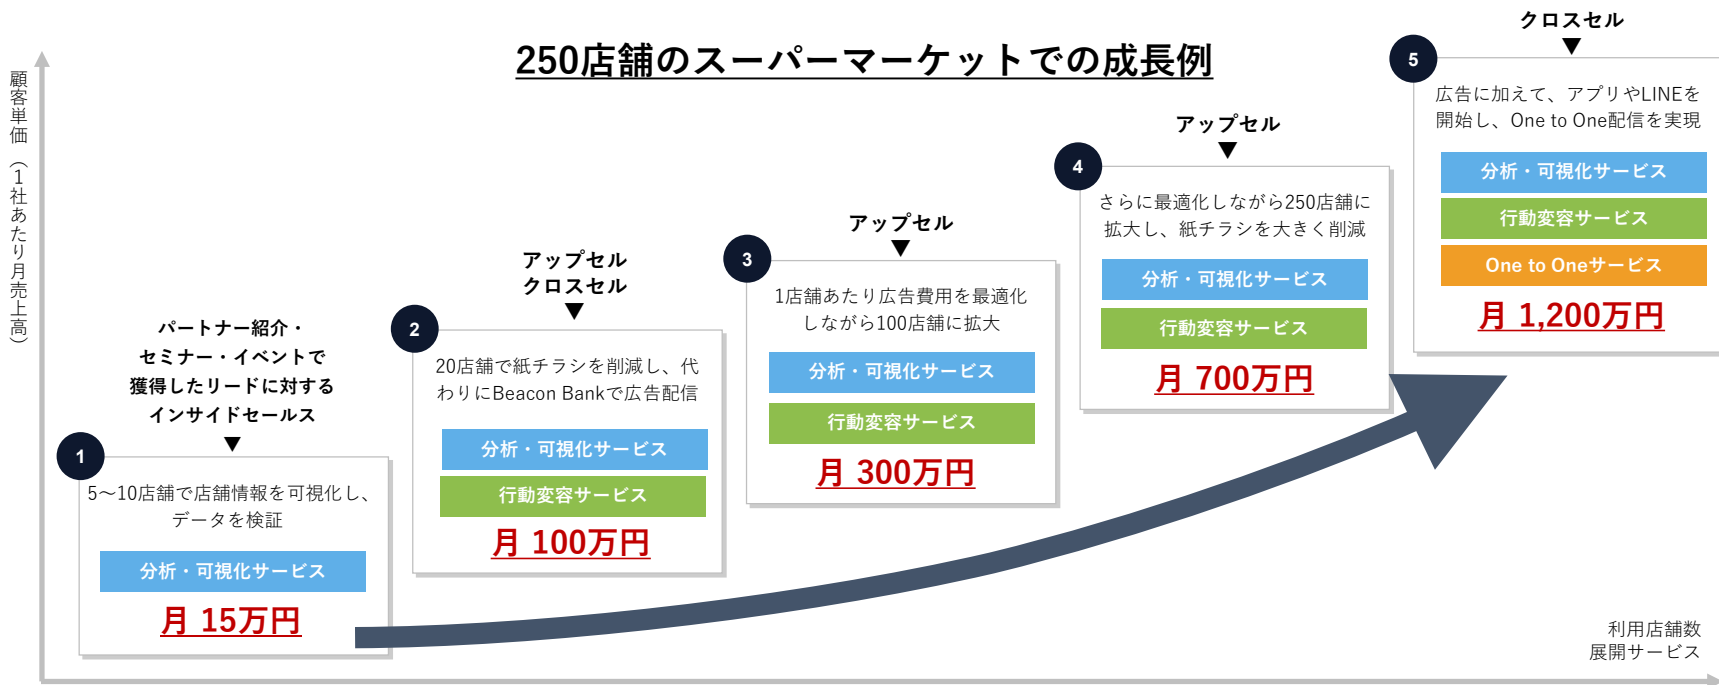 250店舗のスーパーマーケットでの成長例
顧客単価（1社あたり月売上高）
パートナー紹介・
セミナー・イベントで
獲得したリードに対する
インサイドセールス
▼
1
5〜10店舗で店舗情報を可視化し、
データを検証
分析・可視化サービス
月 15万円
アップセル
クロスセル
▼
2
20店舗で紙チラシを削減し、代
わりにBeacon Bankで広告配信
分析・可視化サービス
行動変容サービス
月 100万円
アップセル
▼
3
1店舗あたり広告費用を最適化
しながら100店舗に拡大
分析・可視化サービス
行動変容サービス
月 300万円
アップセル
▼
4
さらに最適化しながら250店舗に
拡大し、紙チラシを大きく削減
分析・可視化サービス
行動変容サービス
月 700万円
クロスセル
▼
5
広告に加えて、アプリやLINEを
開始し、One to One配信を実現
分析・可視化サービス
行動変容サービス
One to Oneサービス
月 1,200万円
利用店舗数
展開サービス